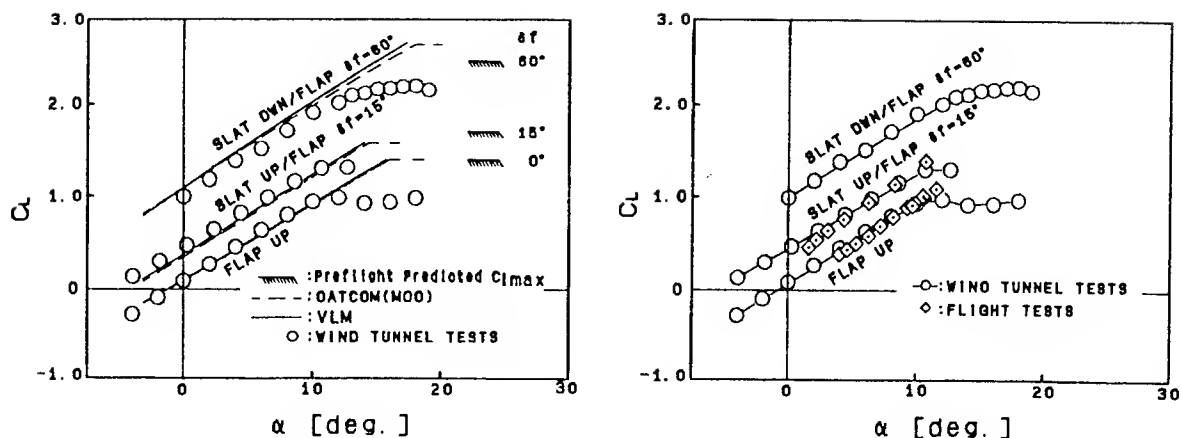 3.0
2.0
1.0
0
-1.0
CL
0
10
20
30
α [deg.]
SLAT DWN/FLAP δf=60°
SLAT UP/FLAP δf=15°
FLAP UP
δf
60°
15°
0°
:Preflight Predicted Clmax
:DATCOM(MOD)
:VLM
:WIND TUNNEL TESTS
3.0
2.0
1.0
0
-1.0
CL
0
10
20
30
α [deg.]
SLAT DWN/FLAP δf=60°
SLAT UP/FLAP δf=15°
FLAP UP
:WIND TUNNEL TESTS
:FLIGHT TESTS